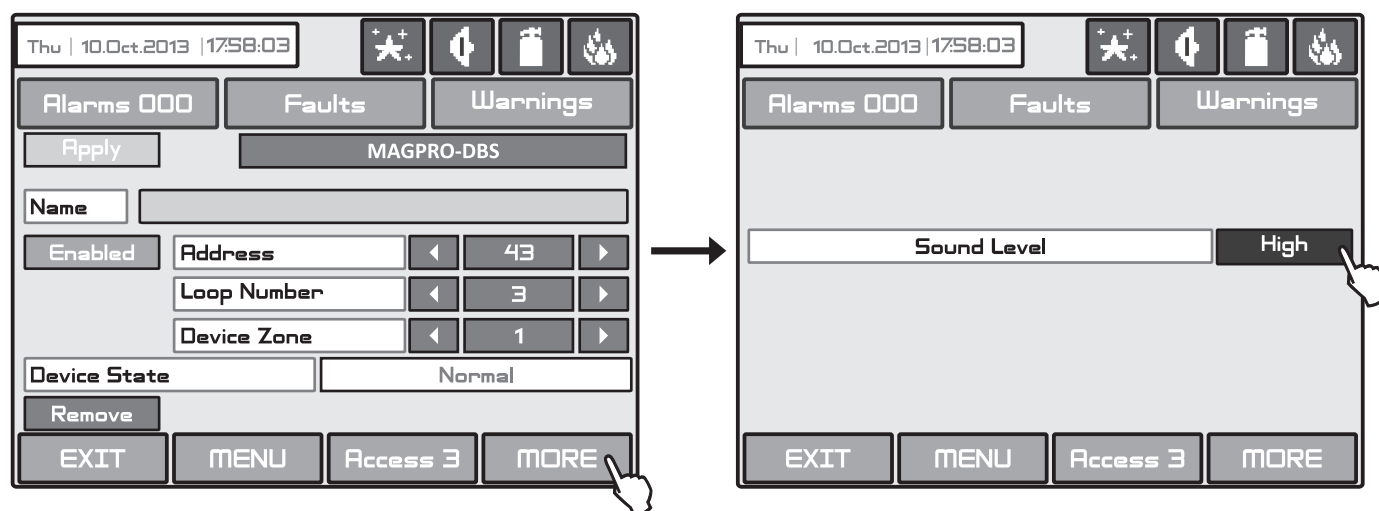 Thu | 10.Oct.2013 |17:58:03
Alarms 000 Faults Warnings
Apply MAGPRO-DBS
Name
Enabled Address 43
Loop Number 3
Device Zone 1
Device State Normal
Remove
EXIT MENU Access 3 MORE
Thu | 10.Oct.2013 |17:58:03
Alarms 000 Faults Warnings
Sound Level High
EXIT MENU Access 3 MORE